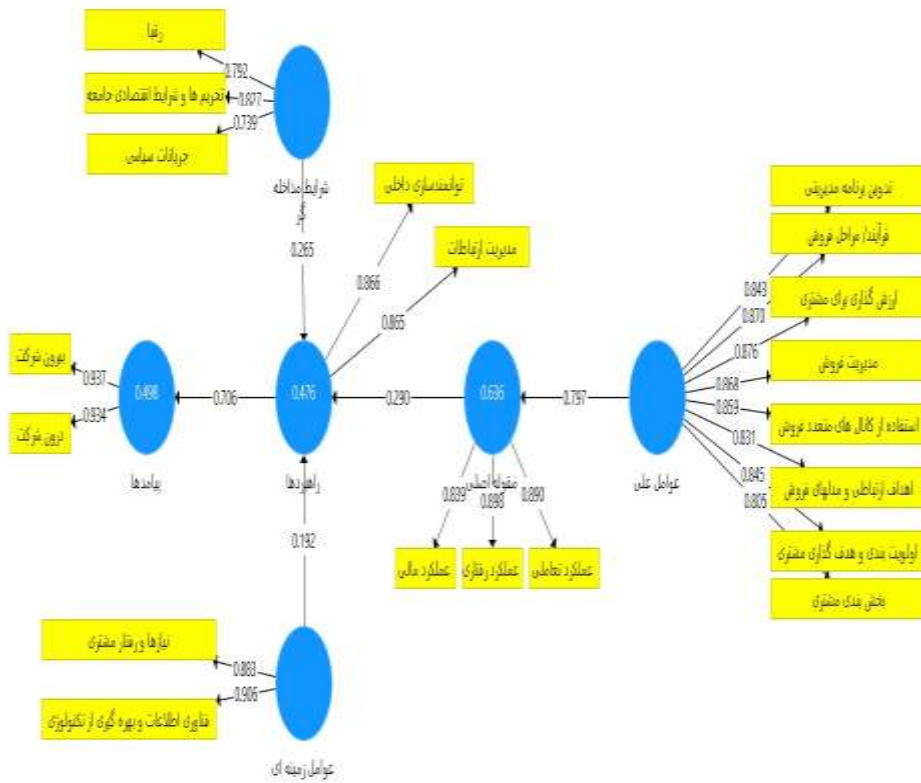 رقبا
0.792
تحریم ها و شرایط اقتصادی جامعه
0.827
0.739
جریانات سیاسی
شرایط مداخله
گر
0.265
توانمندسازی داخلی
0.866
مدیریت ارتباطات
0.865
تدوین برنامه مدیریتی
0.843
فرآیند/ مراحل فروش
0.870
ارزش گذاری برای مشتری
0.876
مدیریت فروش
0.868
استفاده از کانال های متعدد فروش
0.859
اهداف ارتباطی و مدلهای فروش
0.831
اولویت بندی و هدف گذاری مشتری
0.845
بخش بندی مشتری
0.805
عوامل علی
0.797
0.636
مقوله اصلی
0.839
0.898
0.890
عملکرد مالی
عملکرد رفتاری
عملکرد تعاملی
0.290
0.476
راهبردها
0.706
0.498
پیامدها
بیرون شرکت
0.937
0.934
درون شرکت
0.192
نیازها و رفتار مشتری
0.883
0.906
فناوری اطلاعات و بهره گیری از تکنولوژی
عوامل زمینه ای